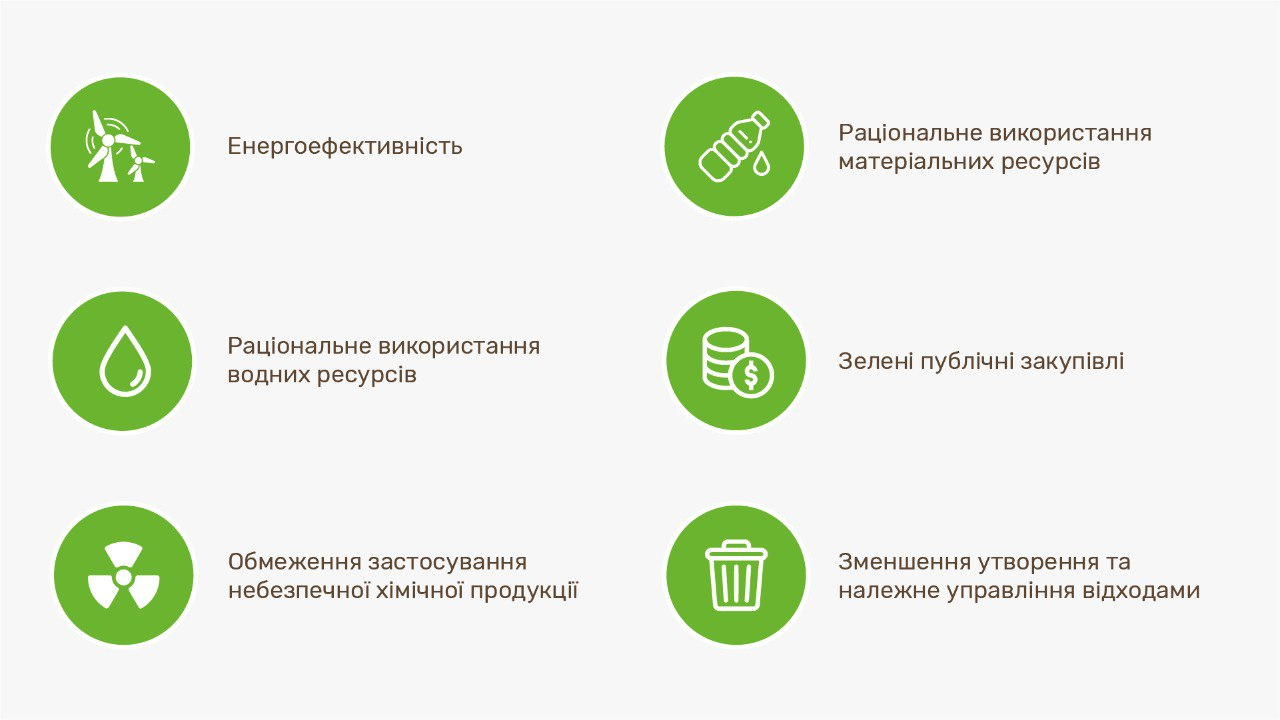 Енергоефективність
Раціональне використання
матеріальних ресурсів
Раціональне використання
водних ресурсів
Зелені публічні закупівлі
Обмеження застосування
небезпечної хімічної продукції
Зменшення утворення та
належне управління відходами